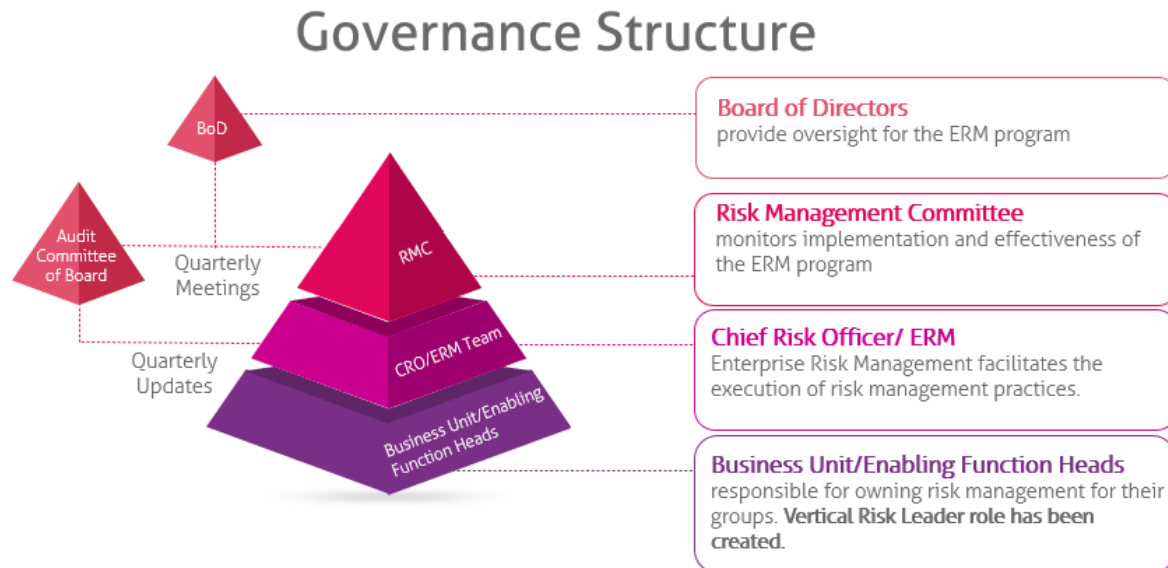 Governance Structure
BoD
Board of Directors
provide oversight for the ERM program
Audit
Committee
of Board
Quarterly
Meetings
RMC
Risk Management Committee
monitors implementation and effectiveness of
the ERM program
Quarterly
Updates
CRO/ERM Team
Chief Risk Officer/ ERM
Enterprise Risk Management facilitates the
execution of risk management practices.
Business Unit/Enabling
Function Heads
Business Unit/Enabling Function Heads
responsible for owning risk management for their
groups. Vertical Risk Leader role has been
created.